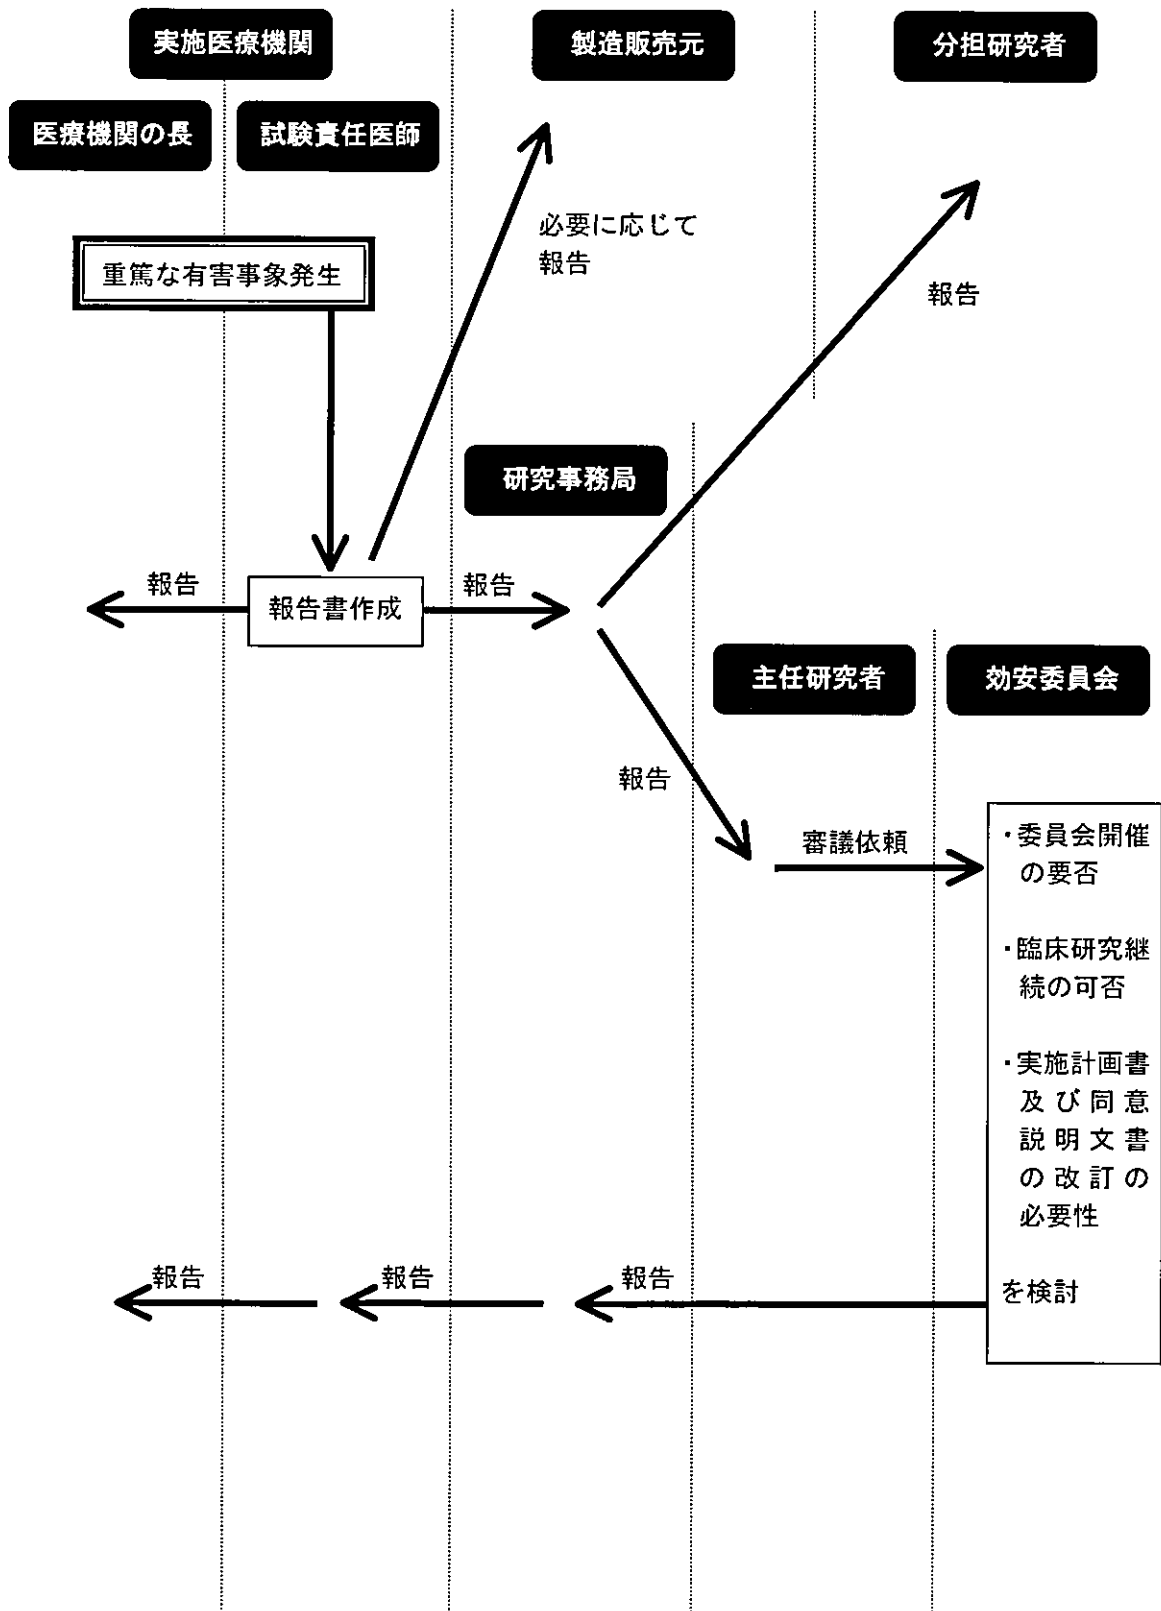 実施医療機関
製造販売元
分担研究者
医療機関の長
試験責任医師
必要に応じて
報告
重篤な有害事象発生
報告
研究事務局
報告
報告書作成
報告
主任研究者
効安委員会
報告
審議依頼
・委員会開催
の要否
・臨床研究継
続の可否
・実施計画書
及び同意
説明文書
の改訂の
必要性
を検討
報告
報告
報告